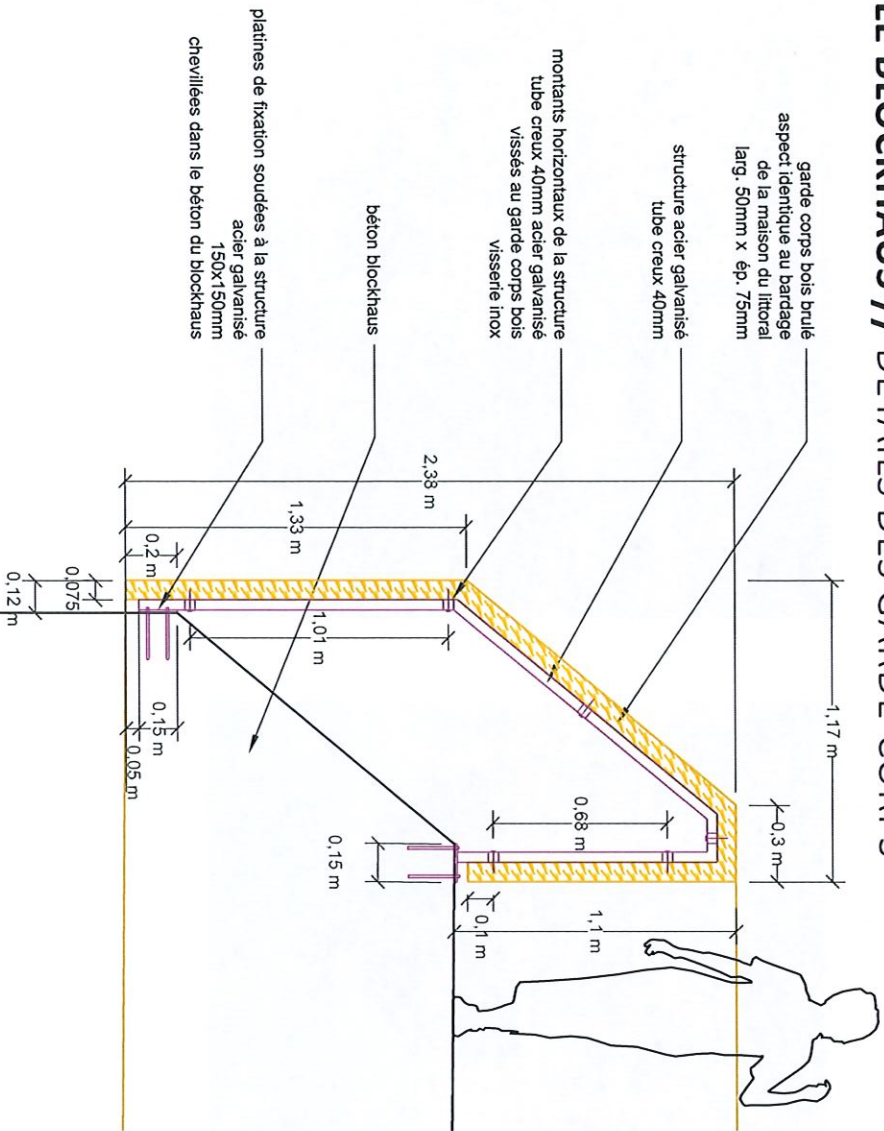 LE BLOCKHAUS // DETAILS DES GARDE CORPS
garde corps bois brulé
aspect identique au bardage
de la maison du littoral
larg. 50mm x ép. 75mm
structure acier galvanisé
tube creux 40mm
montants horizontaux de la structure
tube creux 40mm acier galvanisé
vissés au garde corps bois
visserie inox
béton blockhaus
platines de fixation soudées à la structure
acier galvanisé
150x150mm
chevillées dans le béton du blockhaus
2,38 m
1,33 m
0,2 m
0,075
0,12 m
1,01 m
0,15 m
0,05 m
1,17 m
0,3 m
0,68 m
0,15 m
0,1 m
1,1 m